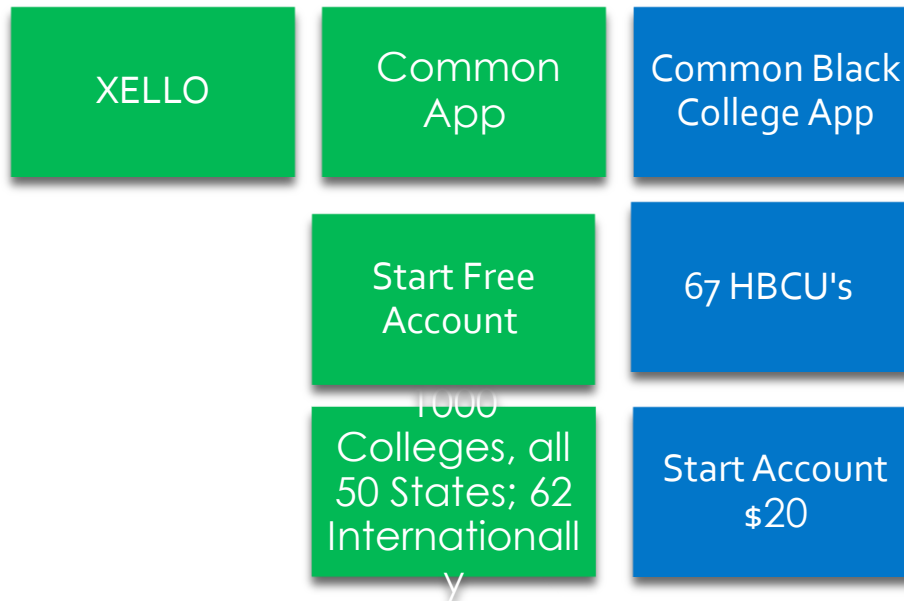 XELLO
Common
App
Common Black
College App
Start Free
Account
67 HBCU's
1000
Colleges, all
50 States; 62
Internationall
y
Start Account
$20